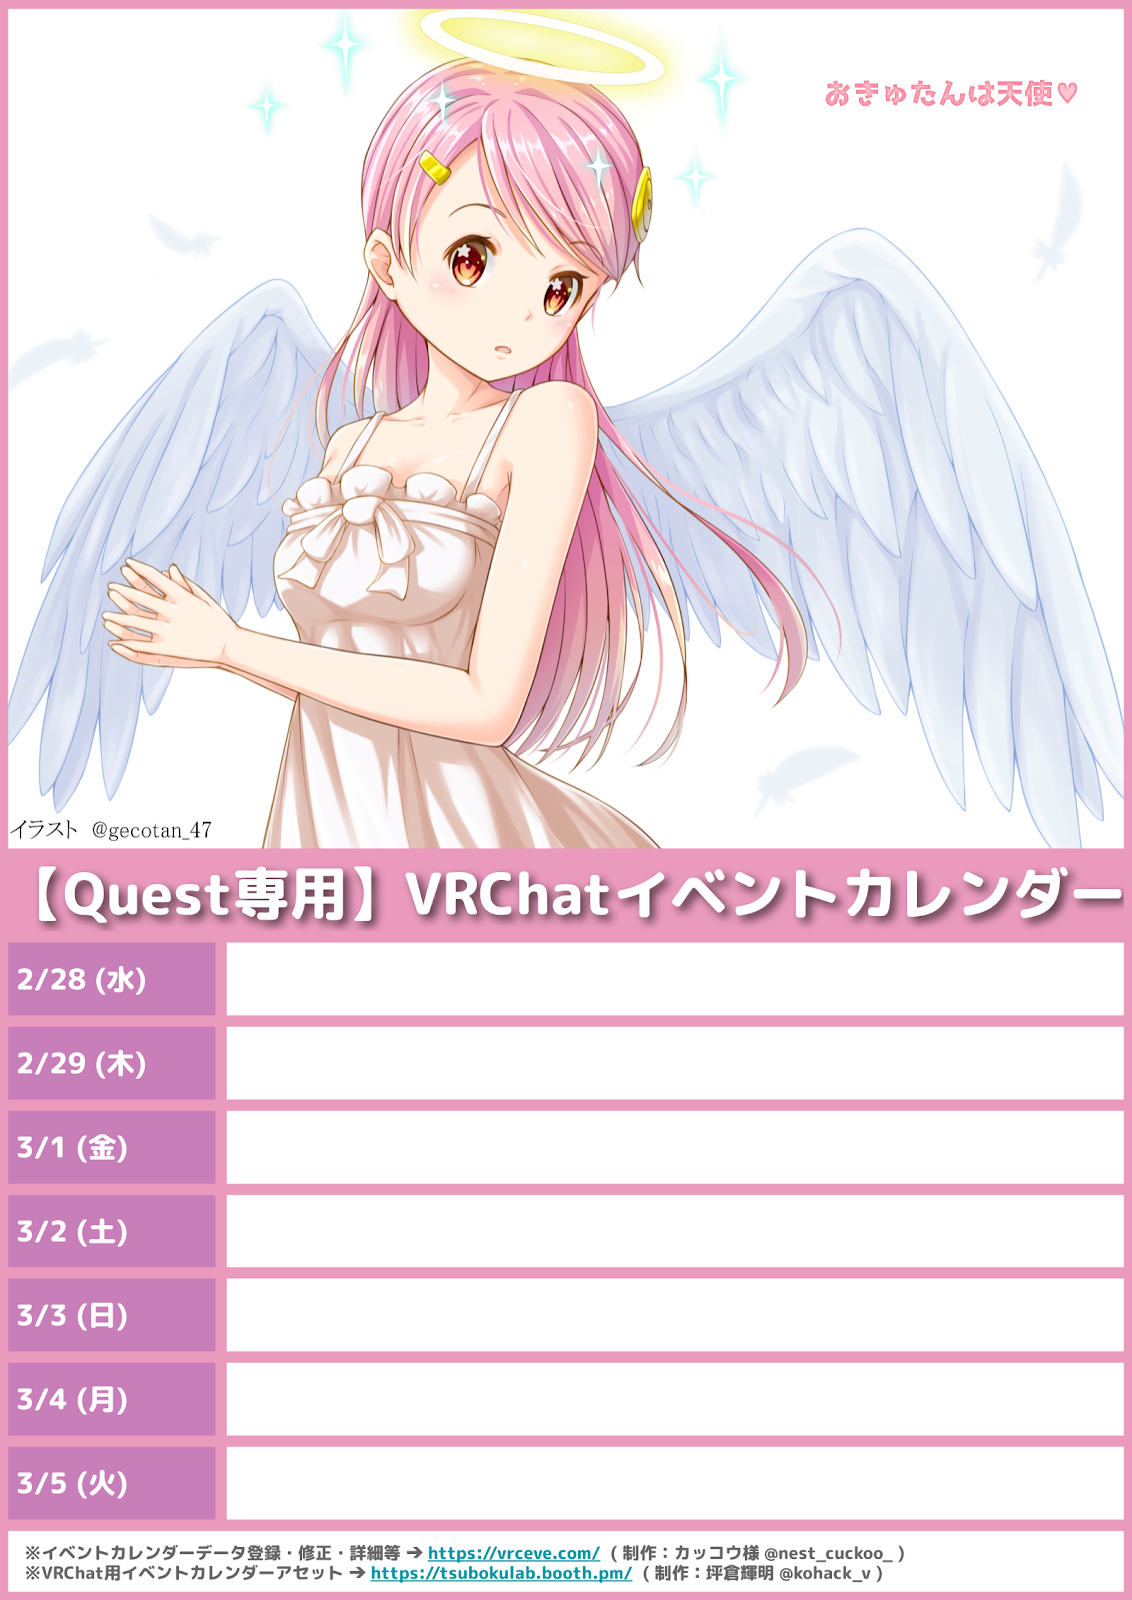 おきゅたんは天使♡
イラスト @gecotan_47
【Quest専用】VRChatイベントカレンダー
2/28 (水)
2/29 (木)
3/1 (金)
3/2 (土)
3/3 (日)
3/4 (月)
3/5 (火)
※イベントカレンダーデータ登録・修正・詳細等 ➔ https://vrceve.com/ ( 制作：カッコウ様 @nest_cuckoo_ )
※VRChat用イベントカレンダーアセット ➔ https://tsubokulab.booth.pm/ ( 制作：坪倉輝明 @kohack_v )